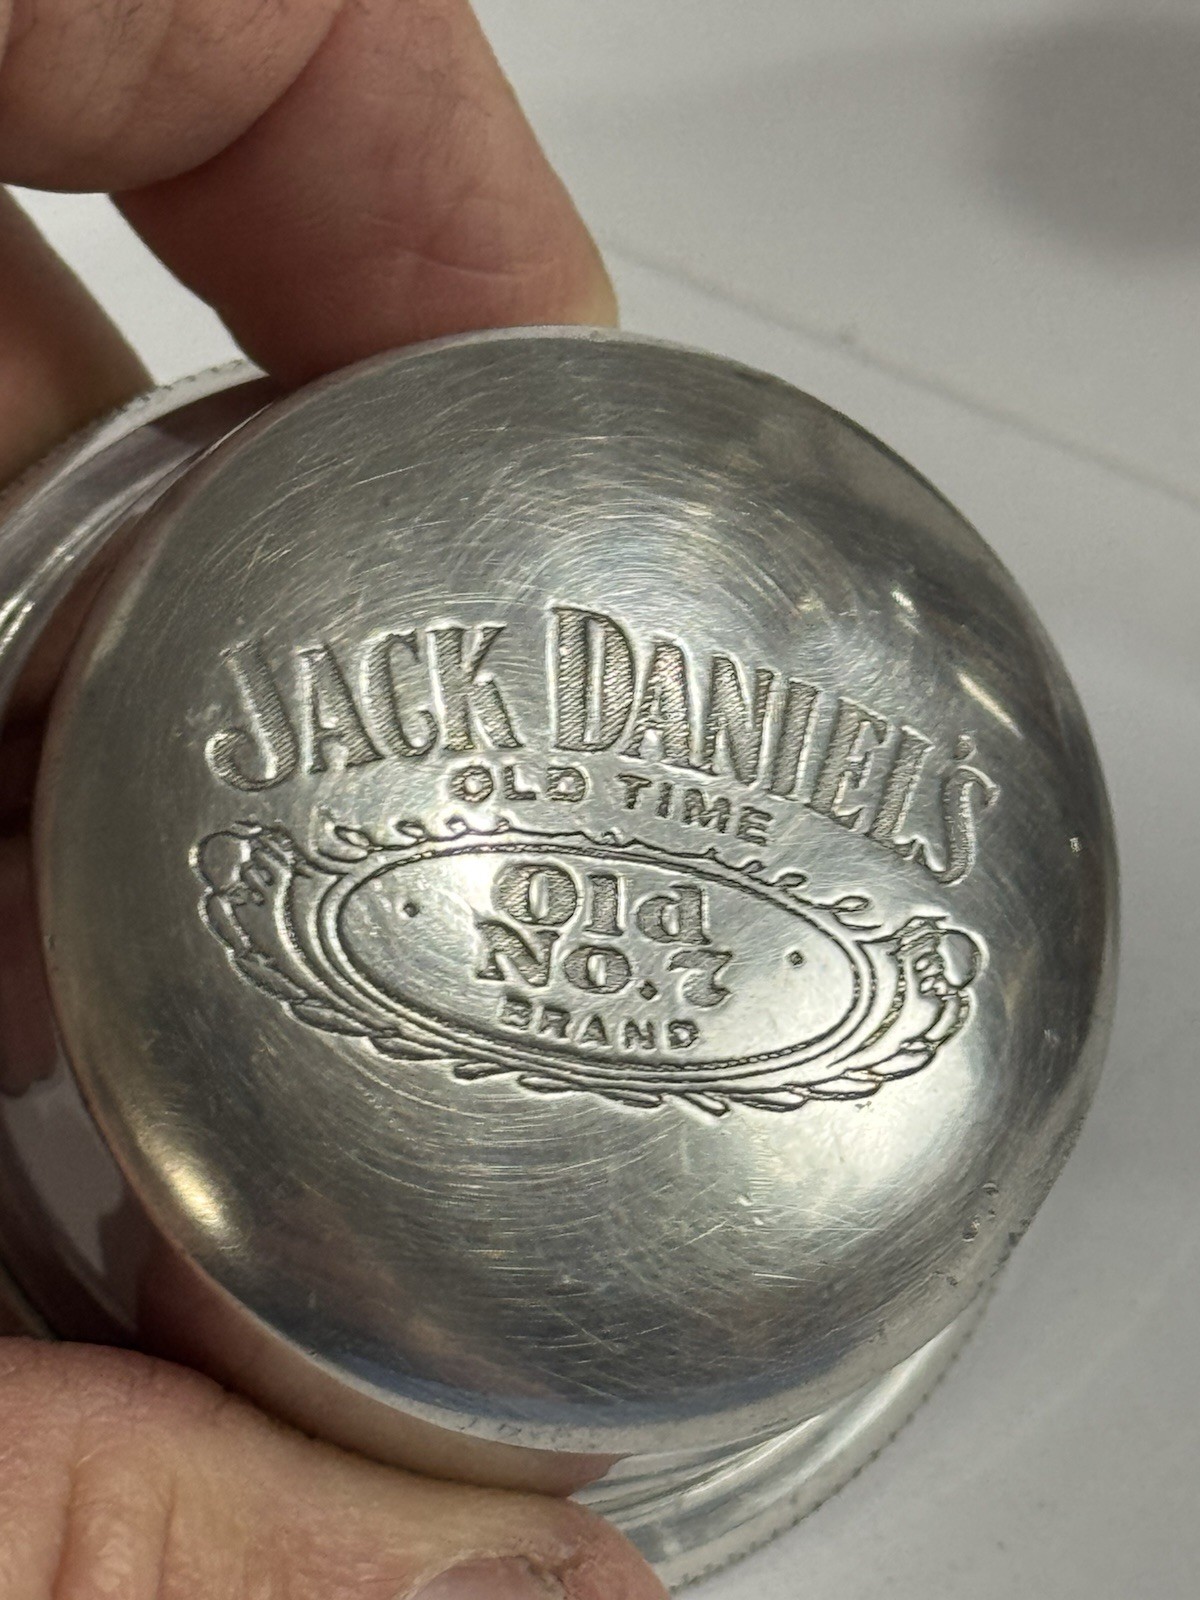 JACK DANIEL'S
OLD TIME
Old
No. 7
BRAND